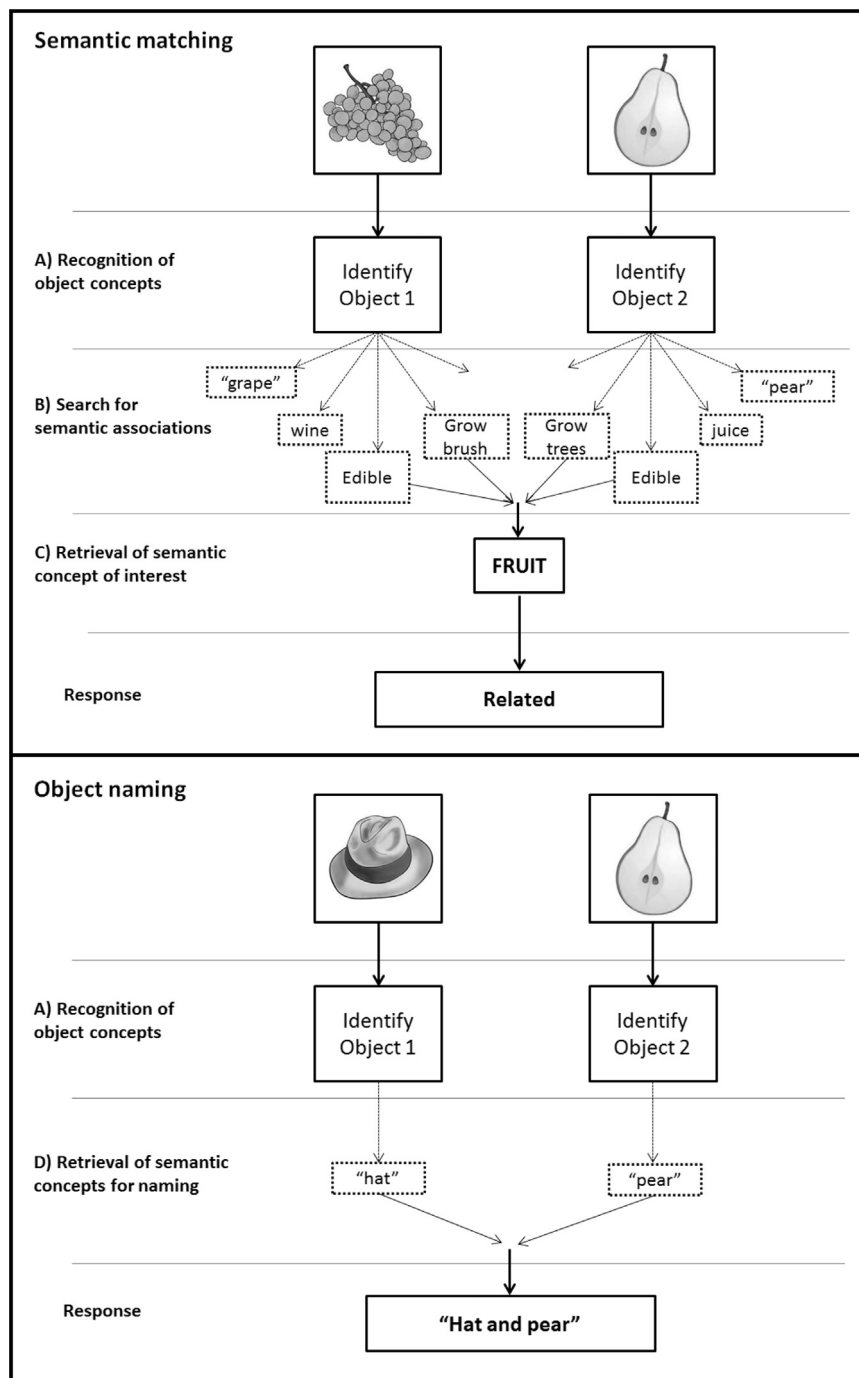 Semantic matching
A) Recognition of
object concepts
Identify
Object 1
Identify
Object 2
B) Search for
semantic associations
“grape”
wine
Edible
Grow
brush
Grow
trees
Edible
juice
“pear”
C) Retrieval of semantic
concept of interest
FRUIT
Response
Related
Object naming
A) Recognition of
object concepts
Identify
Object 1
Identify
Object 2
D) Retrieval of semantic
concepts for naming
“hat”
“pear”
Response
“Hat and pear”